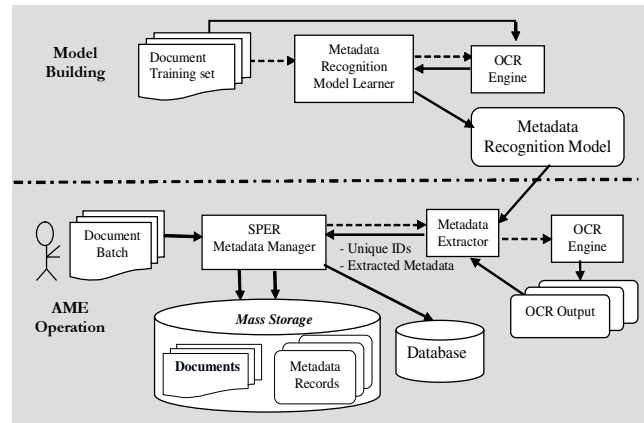 Model
Building
Document
Training set
Metadata
Recognition
Model Learner
OCR
Engine
Metadata
Recognition Model
AME
Operation
Document
Batch
SPER
Metadata Manager
- Unique IDs
- Extracted Metadata
Metadata
Extractor
OCR
Engine
OCR Output
Mass Storage
Documents
Metadata
Records
Database